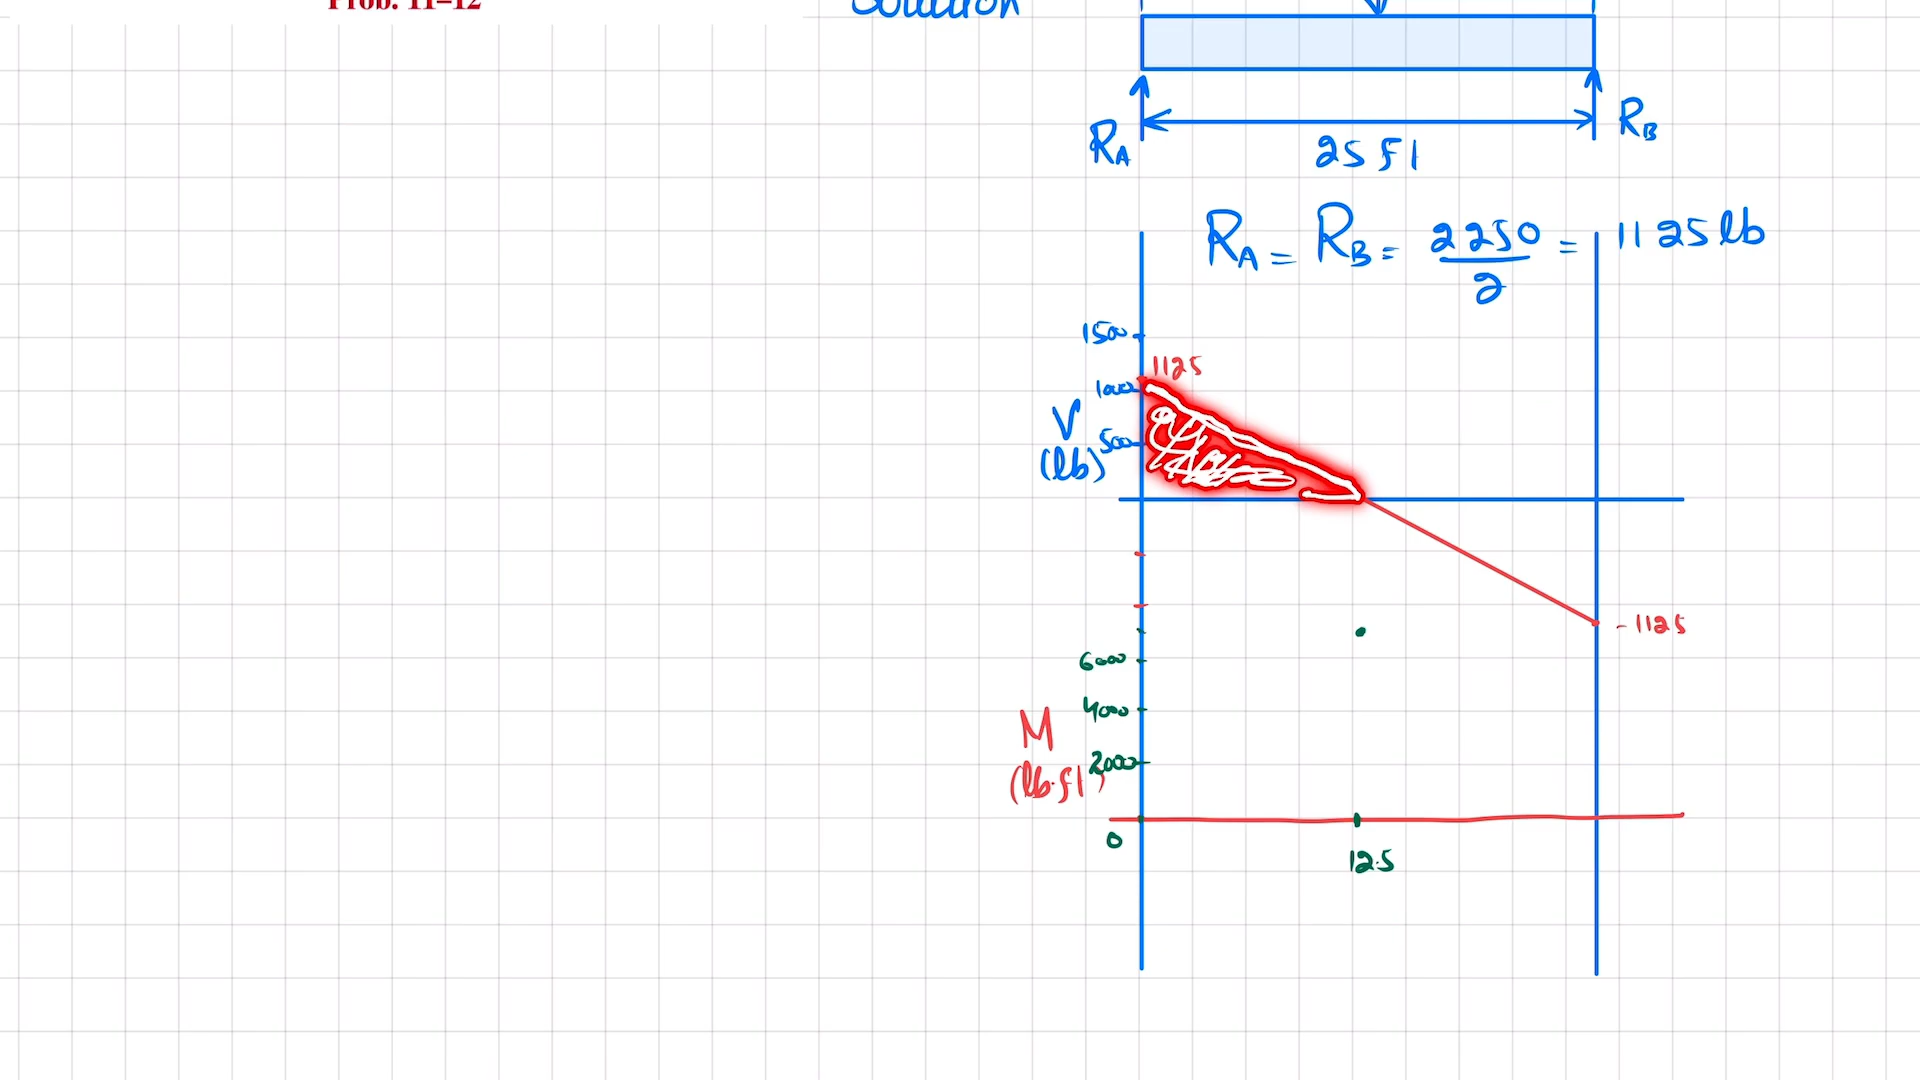 Prob. 11–12
Solution
RA
RB
25 ft
RA = RB = 2250/2 = 1125 lb
1500
1125
1000
V
500
(lb)
-1125
6000
4000
M
2000
(lb.ft)
0
12.5